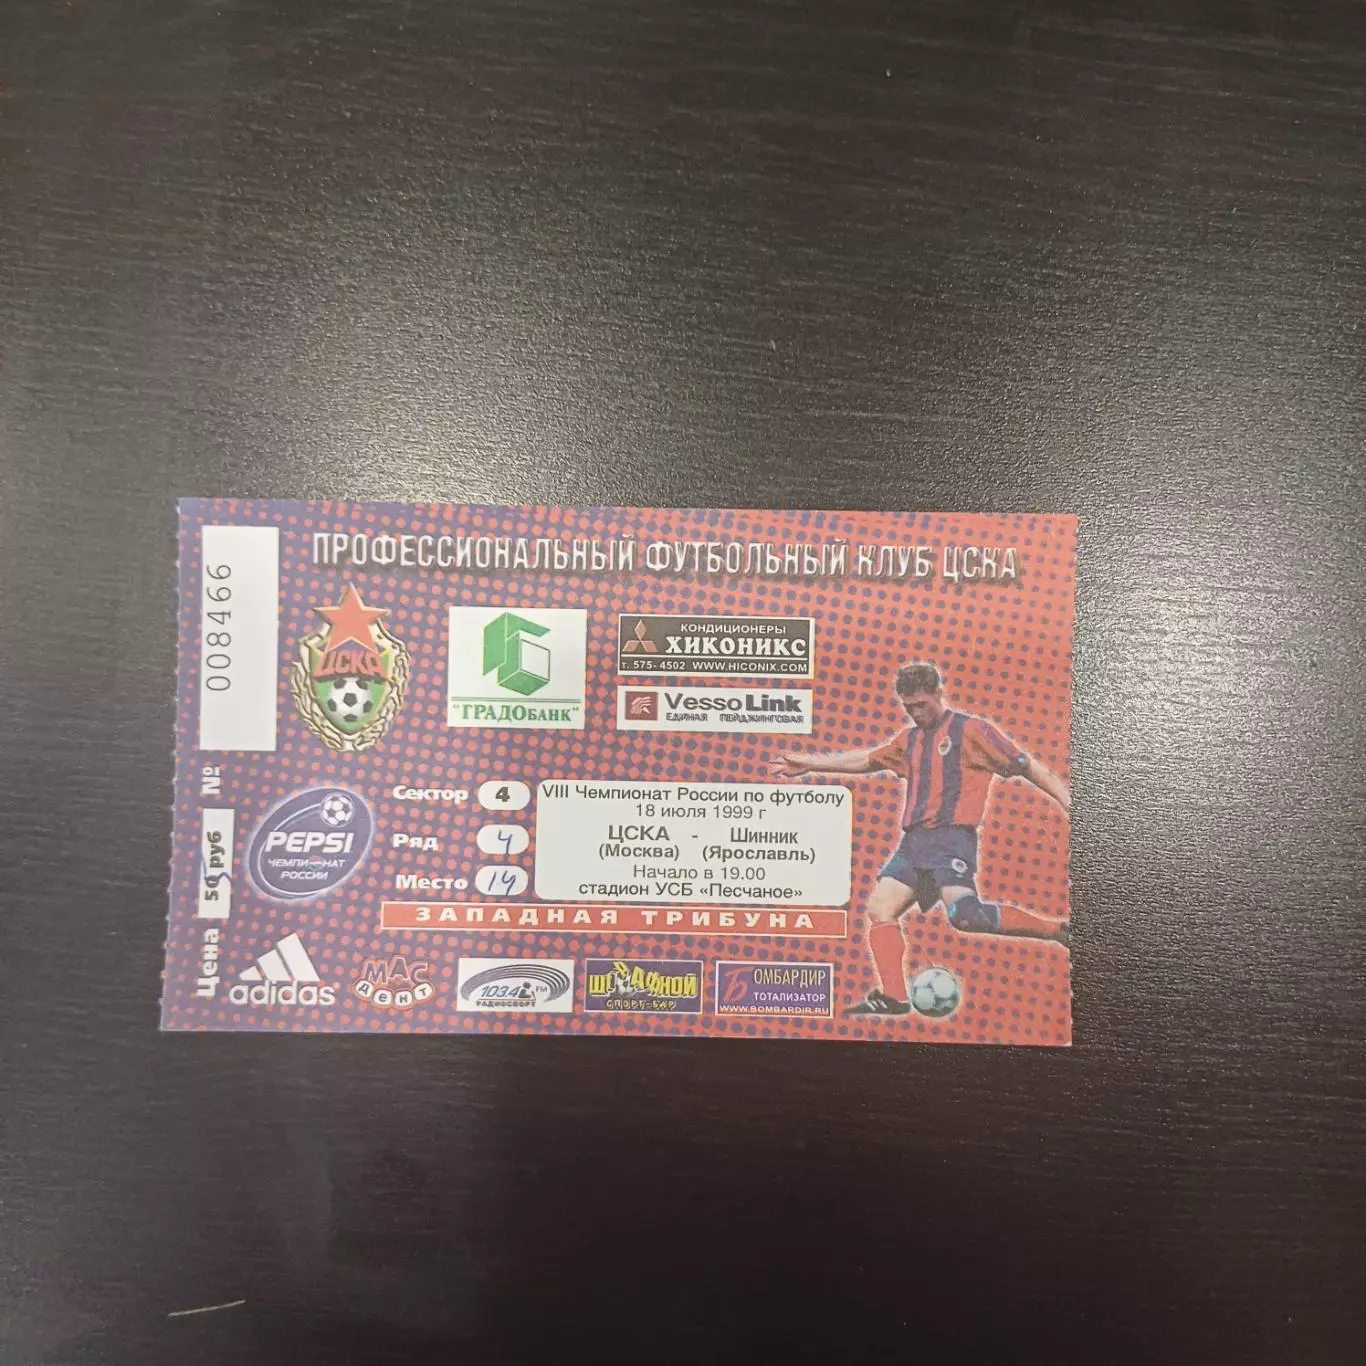 ПРОФЕССИОНАЛЬНЫЙ ФУТБОЛЬНЫЙ КЛУБ ЦСКА
№ 008466
Цена руб
ЦСКА
"ГРАДОБАНК"
КОНДИЦИОНЕРЫ
ХИКОНИКС
т. 575-4502 WWW.HICONIX.COM
VessoLink
ЕДИНАЯ ПЕЙДЖИНГОВАЯ
PEPSI
ЧЕМПИОНАТ
РОССИИ
Сектор 4
Ряд 4
Место 14
VIII Чемпионат России по футболу
18 июля 1999 г
ЦСКА - Шинник
(Москва) (Ярославль)
Начало в 19.00
стадион УСБ «Песчаное»
ЗАПАДНАЯ ТРИБУНА
adidas
МАС
ДЕНТ
103.4 FM
РАДИОСПОРТ
ШТРАФНОЙ
СПОРТ-БАР
БОМБАРДИР
ТОТАЛИЗАТОР
WWW.BOMBARDIR.RU